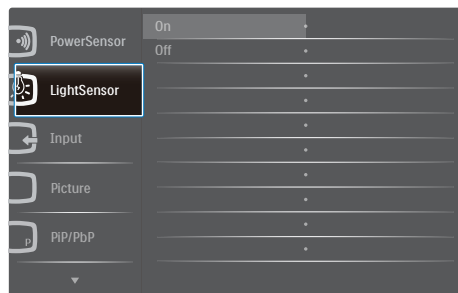 PowerSensor
LightSensor
Input
Picture
P
PiP/PbP
On
Off